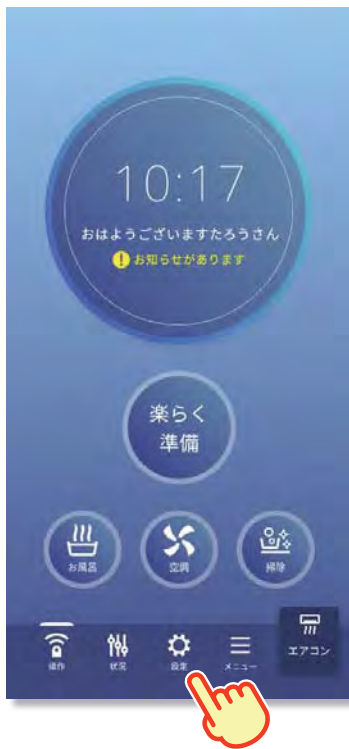 10:17
おはようございますたろうさん
! お知らせがあります
楽らく
準備
お風呂
空調
掃除
操作
状況
設定
メニュー
エアコン